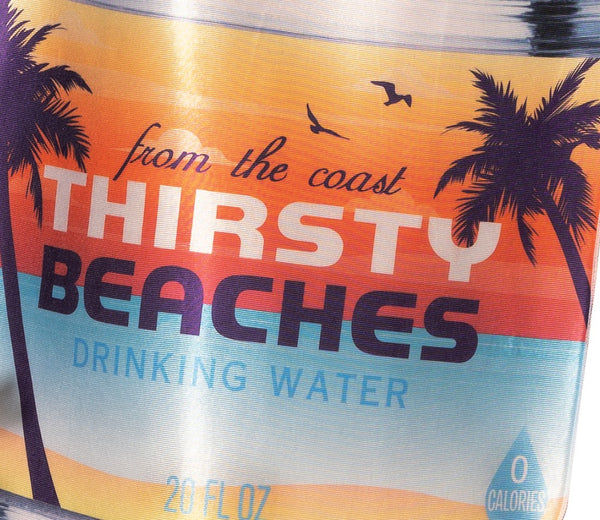 from the coast
THIRSTY
BEACHES
DRINKING WATER
20 FL OZ
0
CALORIES